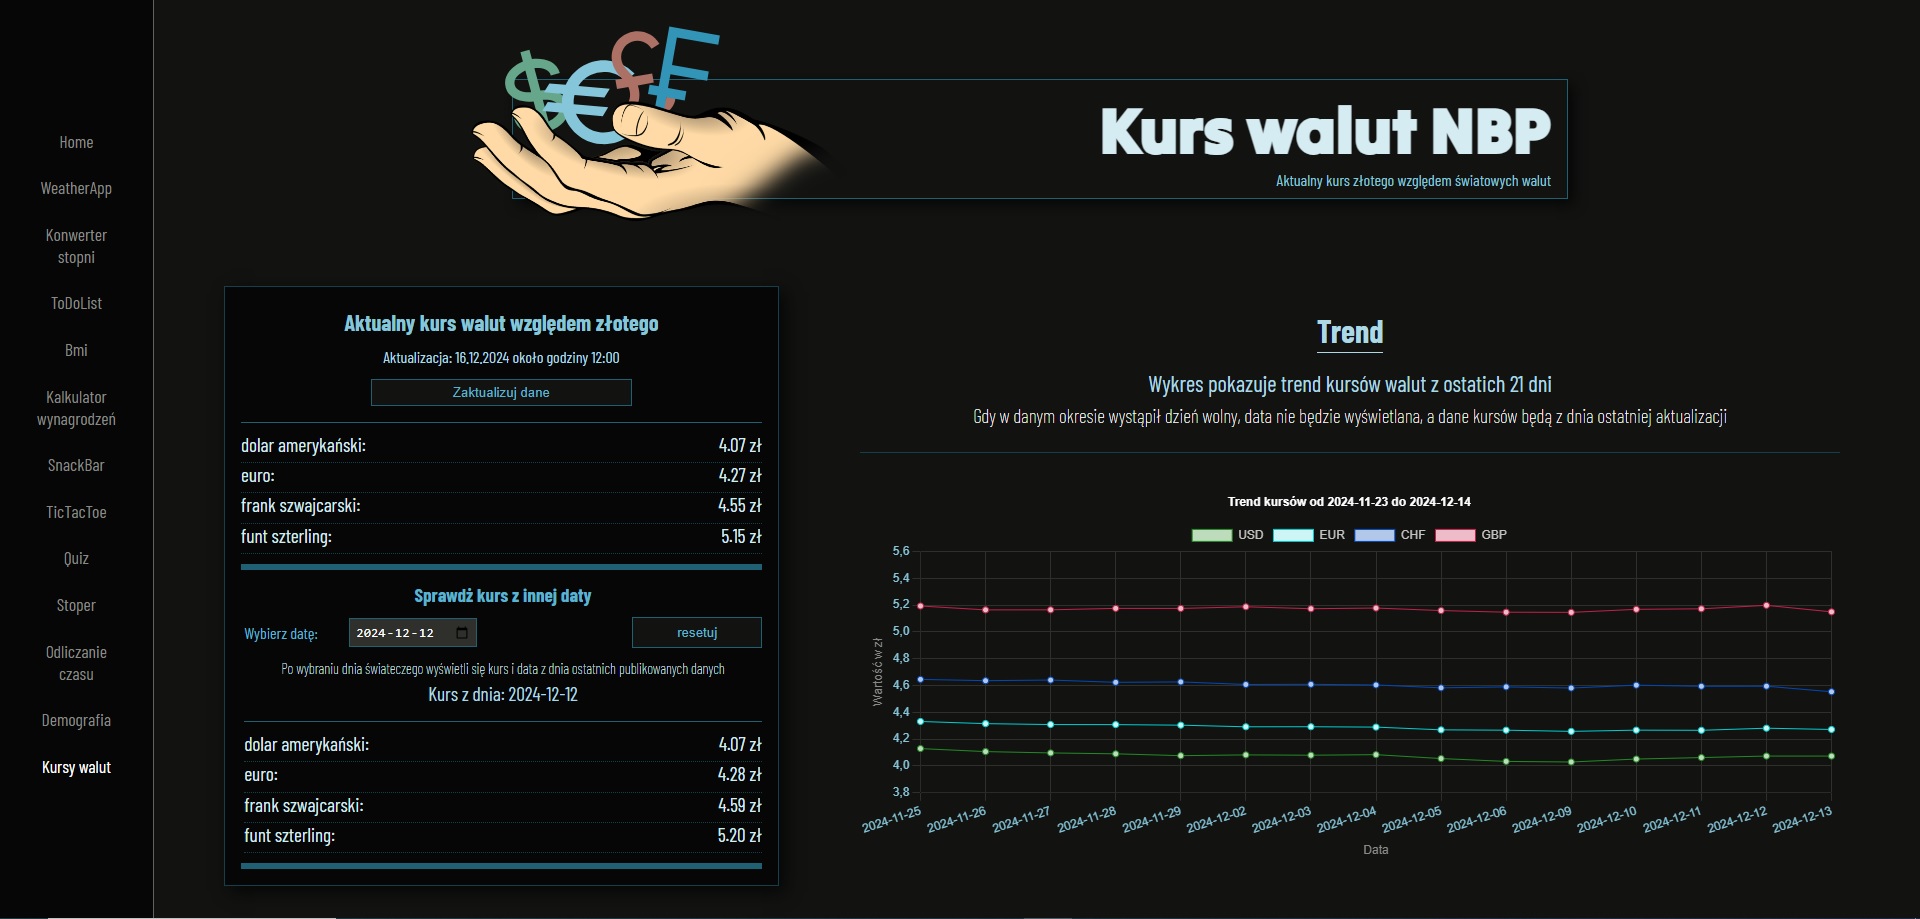 Home
WeatherApp
Konwerter
stopni
ToDoList
Bmi
Kalkulator
wynagrodzeń
SnackBar
TicTacToe
Quiz
Stoper
Odliczanie
czasu
Demografia
Kursy walut
Kurs walut NBP
Aktualny kurs złotego względem światowych walut
Aktualny kurs walut względem złotego
Aktualizacja: 16.12.2024 około godziny 12:00
Zaktualizuj dane
dolar amerykański: 4.07 zł
euro: 4.27 zł
frank szwajcarski: 4.55 zł
funt szterling: 5.15 zł
Sprawdź kurs z innej daty
Wybierz datę: 2024-12-12 resetuj
Po wybraniu dnia świateczego wyświetli się kurs i data z dnia ostatnich publikowanych danych
Kurs z dnia: 2024-12-12
dolar amerykański: 4.07 zł
euro: 4.28 zł
frank szwajcarski: 4.59 zł
funt szterling: 5.20 zł
Trend
Wykres pokazuje trend kursów walut z ostatich 21 dni
Gdy w danym okresie wystąpił dzień wolny, data nie będzie wyświetlana, a dane kursów będą z dnia ostatniej aktualizacji
Trend kursów od 2024-11-23 do 2024-12-14
USD EUR CHF GBP
Wartość w zł
5,6
5,4
5,2
5,0
4,8
4,6
4,4
4,2
4,0
3,8
2024-11-25 2024-11-26 2024-11-27 2024-11-28 2024-11-29 2024-12-02 2024-12-03 2024-12-04 2024-12-05 2024-12-06 2024-12-09 2024-12-10 2024-12-11 2024-12-12 2024-12-13
Data